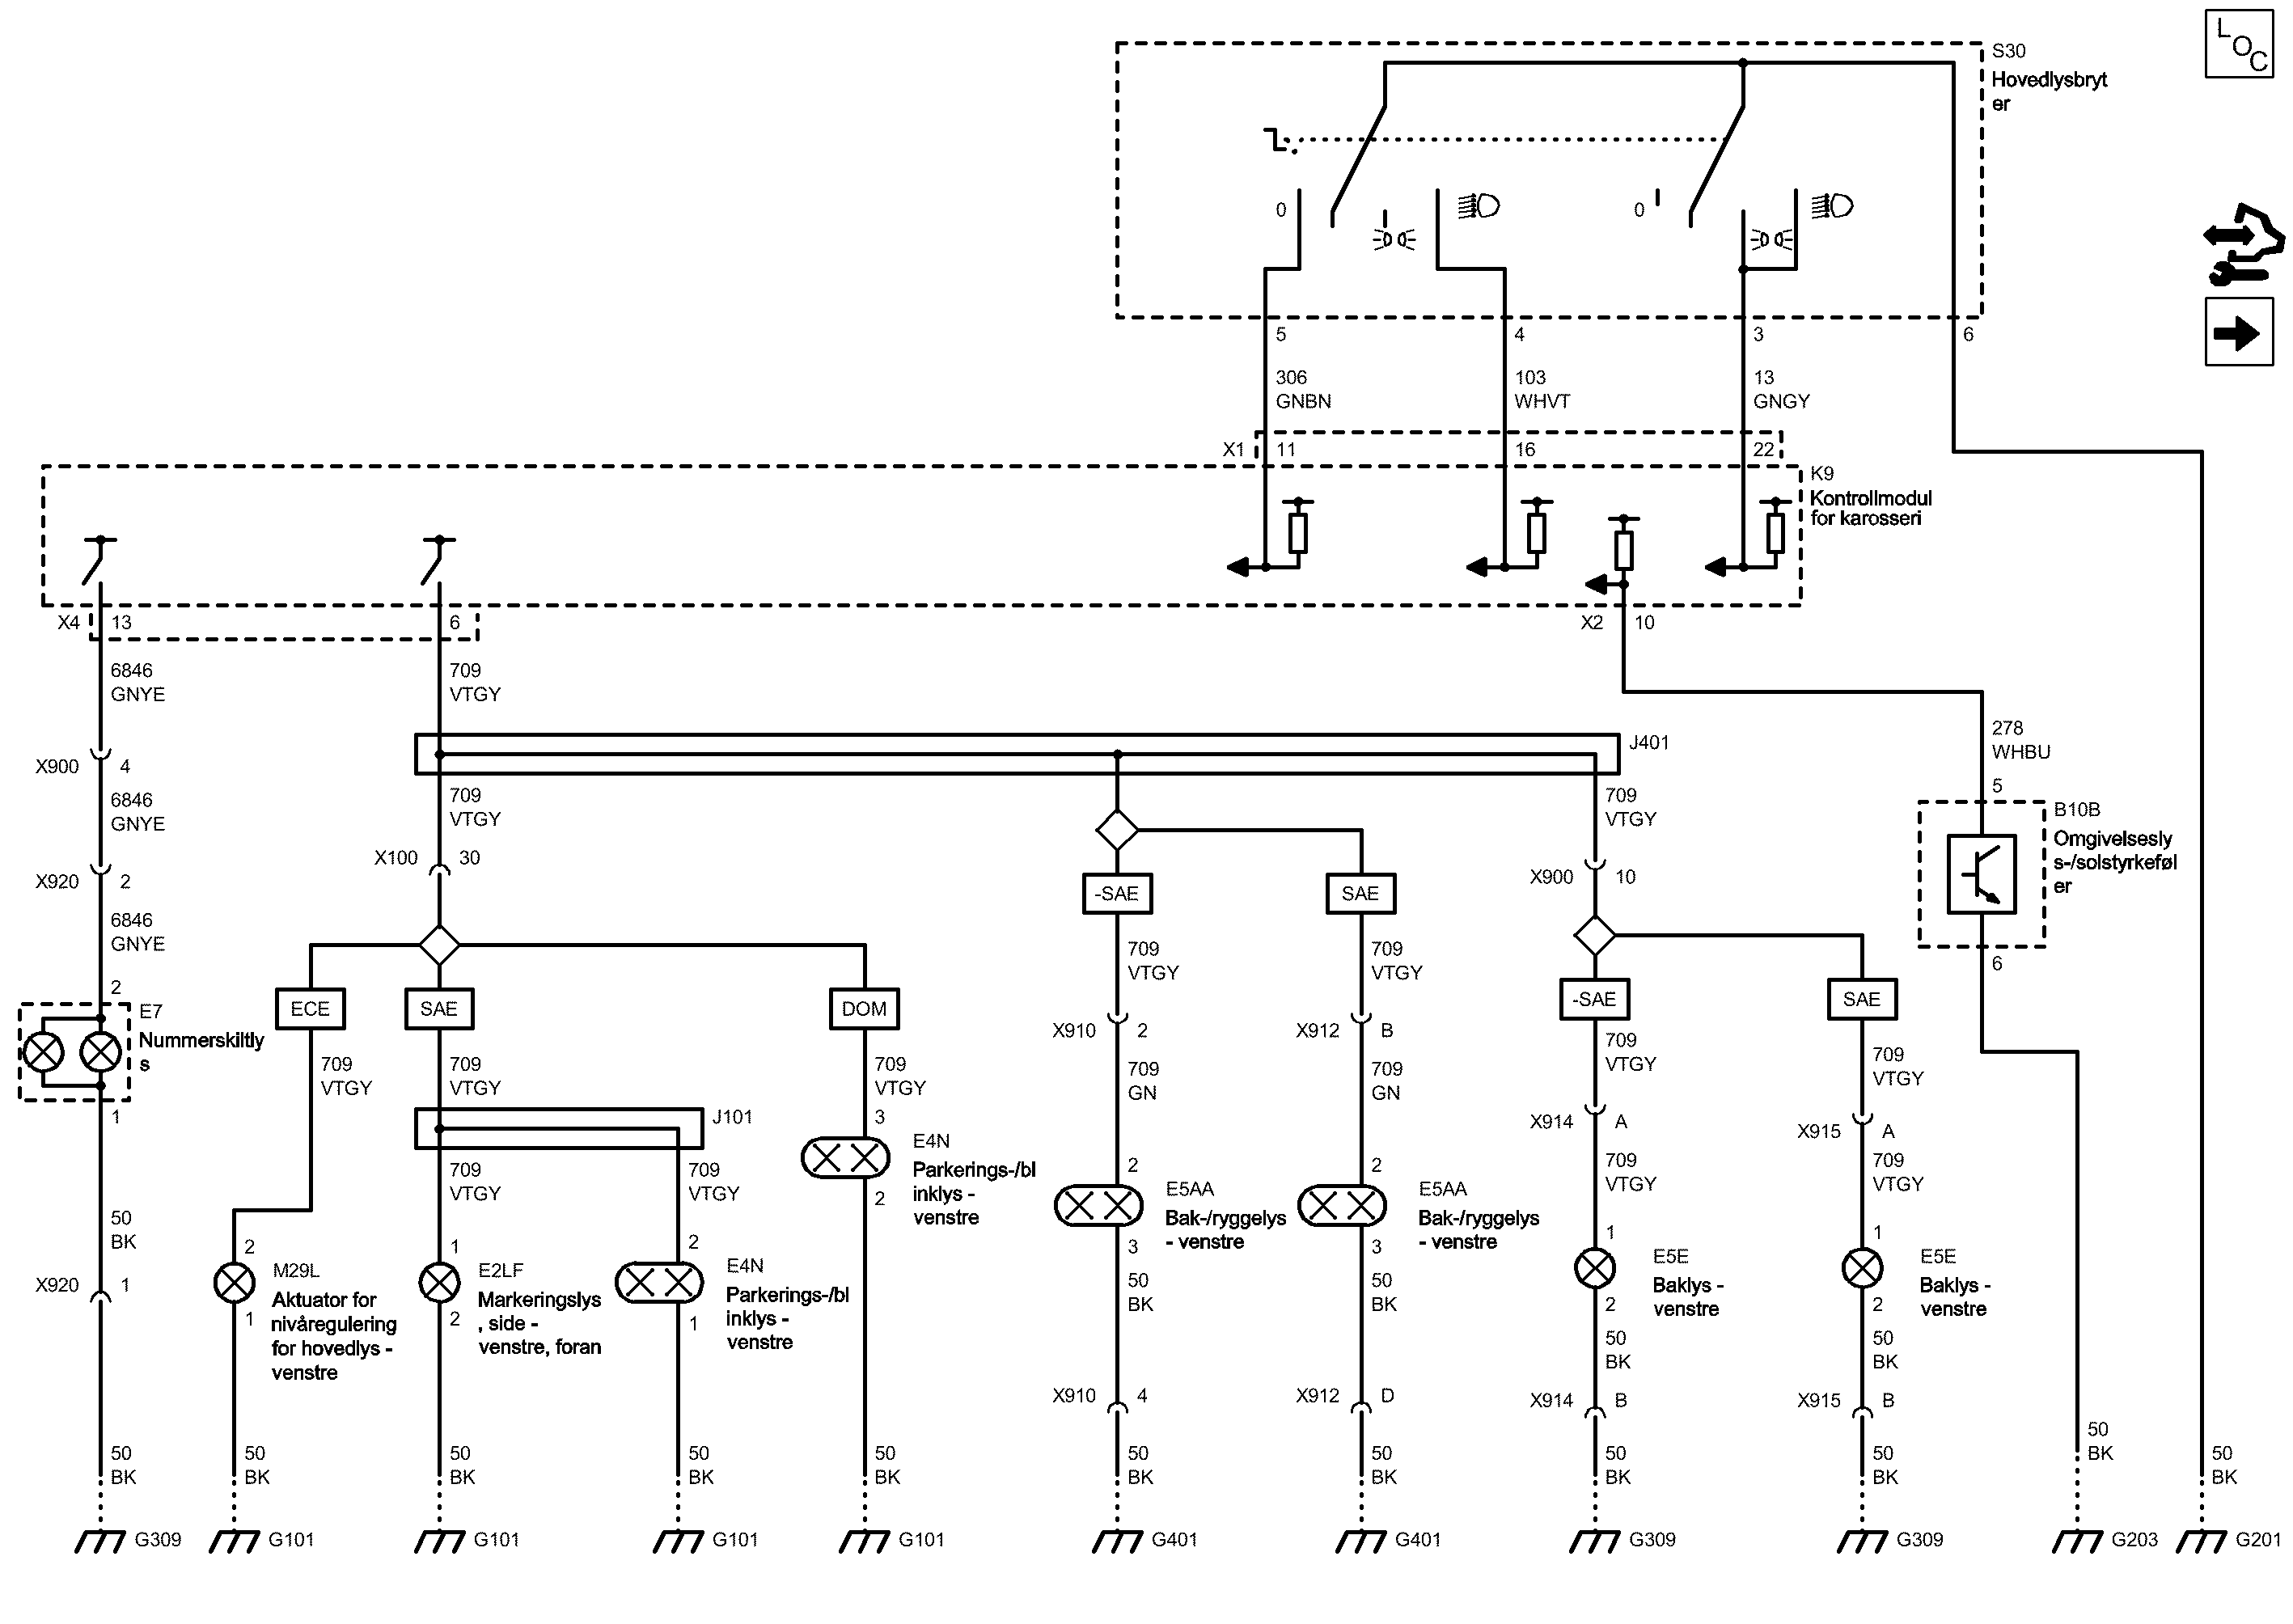 L
O
C
S30
Hovedlysbryt
er
0
0
5
4
3
6
306
GNBN
103
WHVT
13
GNGY
X1
11
16
22
K9
Kontrollmodul
for karosseri
X4
13
6
X2
10
6846
GNYE
709
VTGY
278
WHBU
J401
X900
4
6846
GNYE
709
VTGY
709
VTGY
5
B10B
Omgivelsesly
s-/solstyrkeføl
er
6
X100
30
X920
2
X900
10
-SAE
SAE
6846
GNYE
709
VTGY
709
VTGY
2
E7
Nummerskiltly
s
1
ECE
SAE
DOM
-SAE
SAE
X910
2
X912
B
709
VTGY
709
VTGY
709
VTGY
709
GN
709
GN
709
VTGY
709
VTGY
J101
3
E4N
Parkerings-/bl
inklys -
venstre
2
X914
A
X915
A
709
VTGY
709
VTGY
709
VTGY
709
VTGY
2
E5AA
Bak-/ryggelys
- venstre
3
2
E5AA
Bak-/ryggelys
- venstre
3
50
BK
X920
1
2
M29L
Aktuator for
nivåregulering
for hovedlys -
venstre
1
1
E2LF
Markeringslys
, side -
venstre, foran
2
2
E4N
Parkerings-/bl
inklys -
venstre
1
50
BK
50
BK
1
E5E
Baklys -
venstre
2
1
E5E
Baklys -
venstre
2
50
BK
50
BK
X910
4
X912
D
X914
B
X915
B
50
BK
50
BK
50
BK
50
BK
50
BK
50
BK
50
BK
50
BK
50
BK
50
BK
50
BK
G309
G101
G101
G101
G101
G401
G401
G309
G309
G203
G201